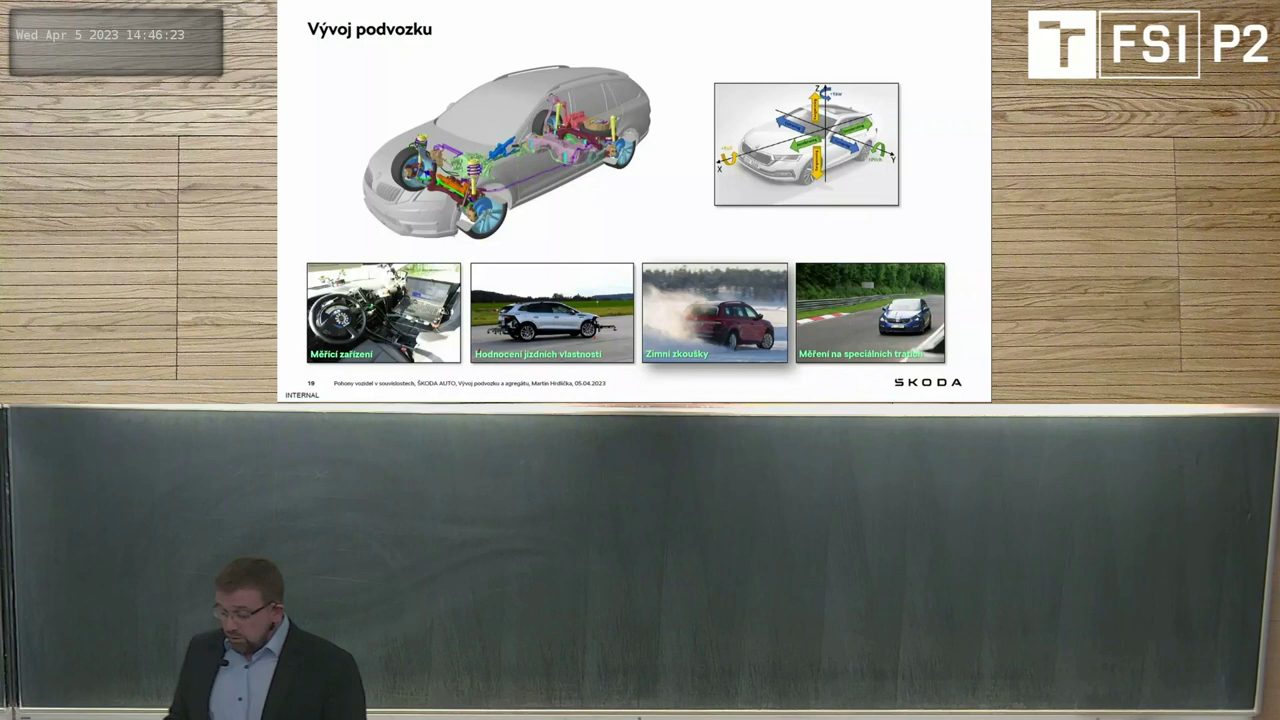 Wed Apr 5 2023 14:46:23
Vývoj podvozku
T FSI P2
Z
X
Y
Měřící zařízení
Hodnocení jízdních vlastností
Zimní zkoušky
Měření na speciálních tratích
19 Pohony vozidel v souvislostech, ŠKODA AUTO, Vývoj podvozku a agregátu, Martin Hrdlička, 05.04.2023
ŠKODA
INTERNAL